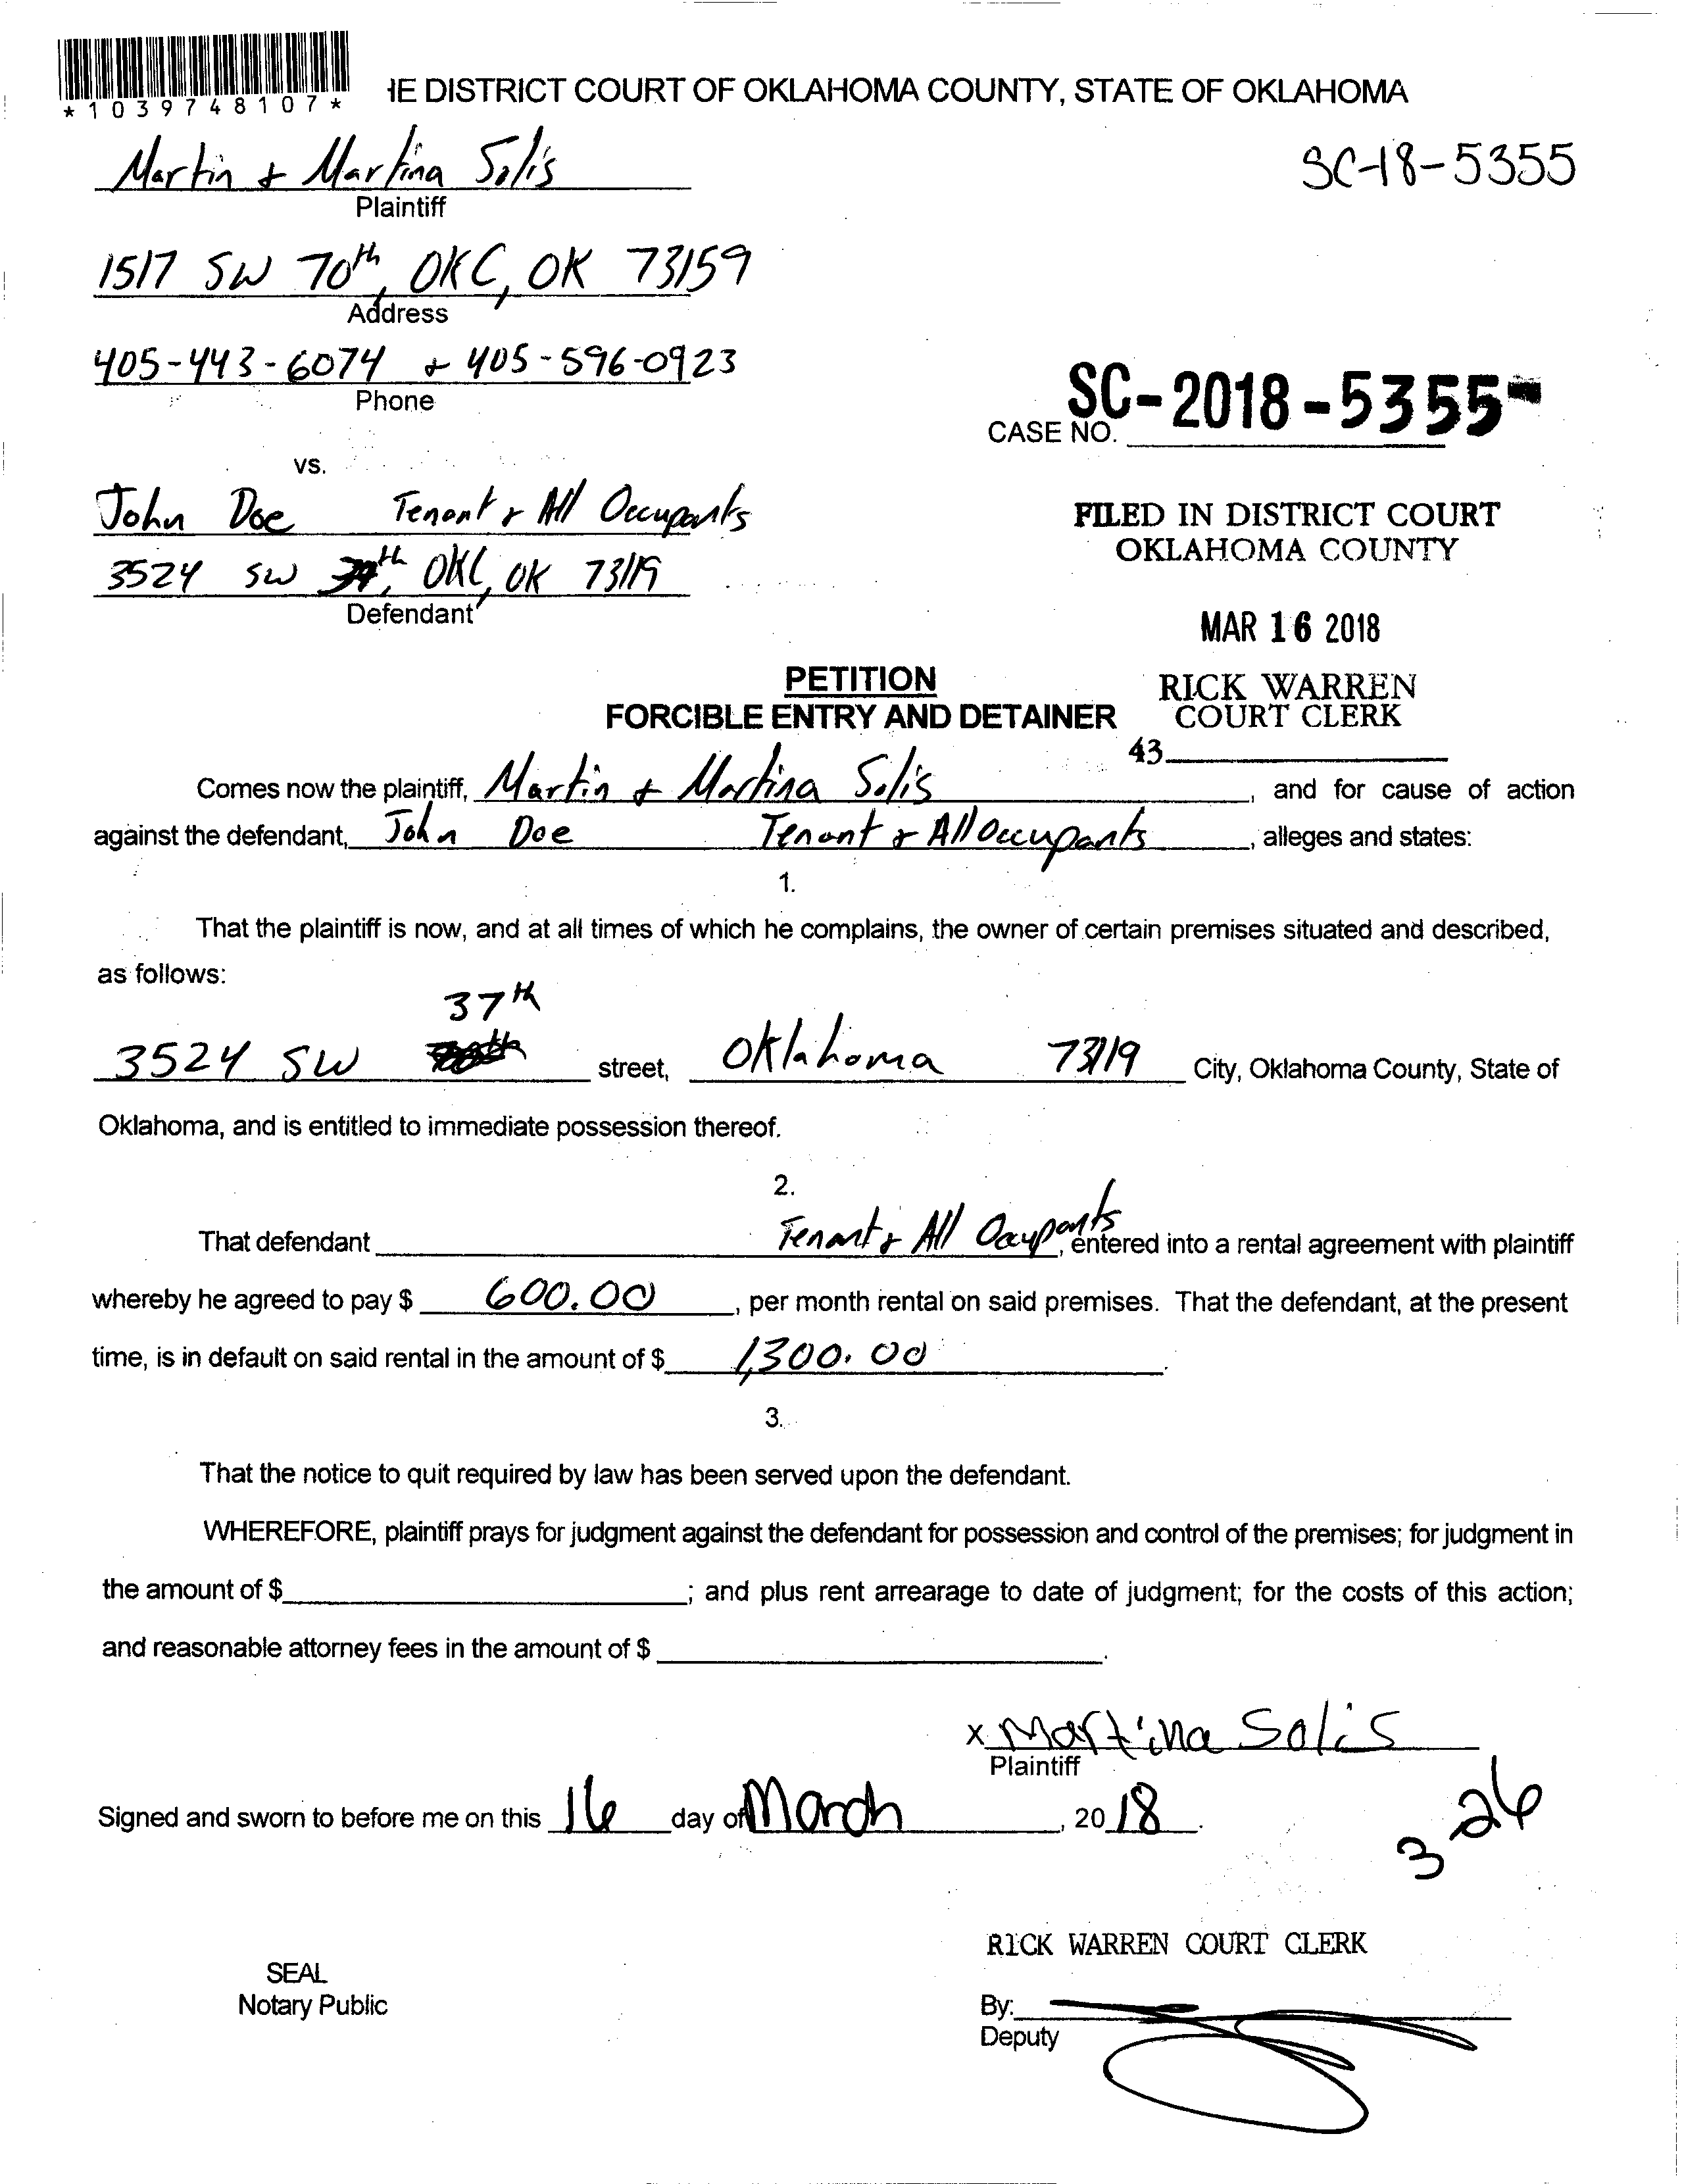 *1039748107*
HE DISTRICT COURT OF OKLAHOMA COUNTY, STATE OF OKLAHOMA
Martin & Martina Solis
SC-18-5355
Plaintiff
1517 SW 70th, OKC, OK 73159
Address
405-443-6074 & 405-596-0923
Phone
SC-2018-5355-
CASE NO.
vs.
John Doe Tenant & All Occupants
3524 SW OKC, OK 73119
Defendant
FILED IN DISTRICT COURT
OKLAHOMA COUNTY
MAR 16 2018
RICK WARREN
COURT CLERK
43
PETITION
FORCIBLE ENTRY AND DETAINER
Comes now the plaintiff, Martin & Martina Solis, and for cause of action
against the defendant, John Doe Tenant & All Occupants, alleges and states:
1.
That the plaintiff is now, and at all times of which he complains, the owner of certain premises situated and described,
as follows:
37th
3524 SW street, Oklahoma 73119 City, Oklahoma County, State of
Oklahoma, and is entitled to immediate possession thereof.
2.
That defendant Tenant & All Occupants, entered into a rental agreement with plaintiff
whereby he agreed to pay $ 600.00, per month rental on said premises. That the defendant, at the present
time, is in default on said rental in the amount of $ 1,300.00.
3.
That the notice to quit required by law has been served upon the defendant.
WHEREFORE, plaintiff prays for judgment against the defendant for possession and control of the premises; for judgment in
the amount of $; and plus rent arrearage to date of judgment; for the costs of this action;
and reasonable attorney fees in the amount of $.
x Martina Solis
Plaintiff
Signed and sworn to before me on this 16 day of March, 2018.
3-26
RICK WARREN COURT CLERK
SEAL
Notary Public
By:
Deputy